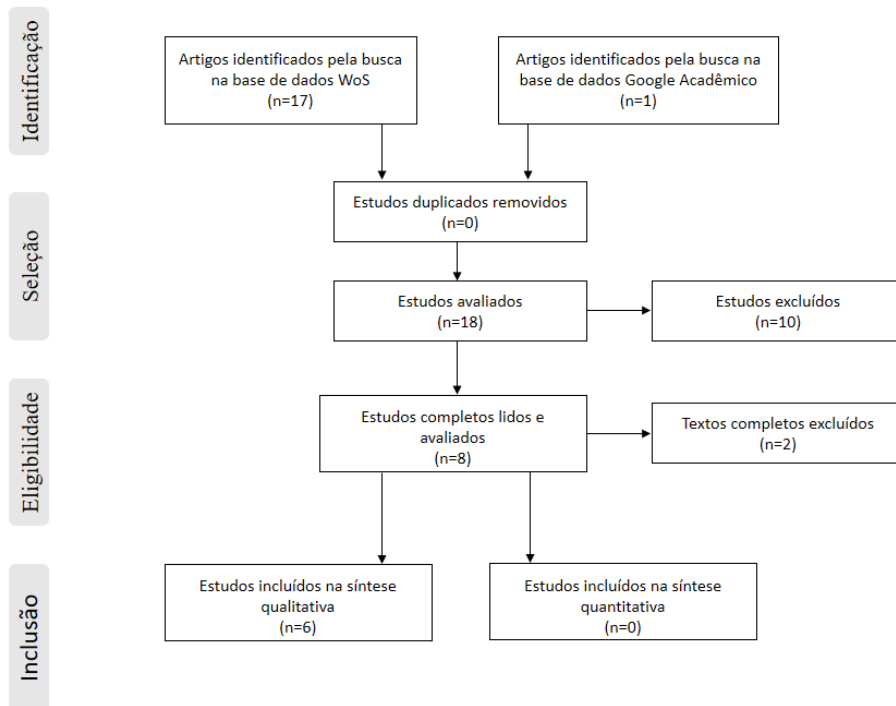 Identificação
Artigos identificados pela busca
na base de dados WoS
(n=17)
Artigos identificados pela busca na
base de dados Google Acadêmico
(n=1)
Seleção
Estudos duplicados removidos
(n=0)
Estudos avaliados
(n=18)
Estudos excluídos
(n=10)
Eligibilidade
Estudos completos lidos e
avaliados
(n=8)
Textos completos excluídos
(n=2)
Inclusão
Estudos incluídos na síntese
qualitativa
(n=6)
Estudos incluídos na síntese
quantitativa
(n=0)